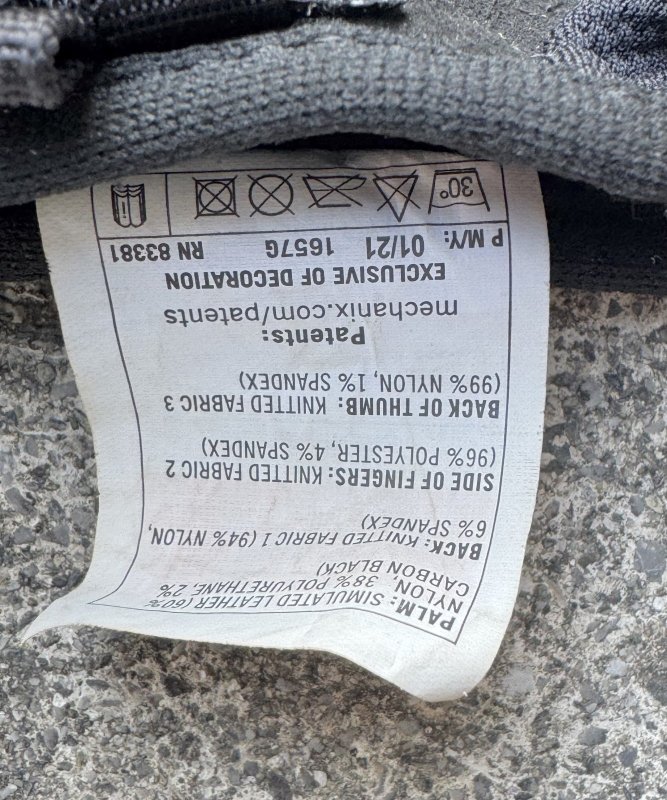 PALM: SIMULATED LEATHER (60%
NYLON, 38% POLYURETHANE, 2%
CARBON BLACK)
BACK: KNITTED FABRIC 1 (94% NYLON,
6% SPANDEX)
SIDE OF FINGERS: KNITTED FABRIC 2
(96% POLYESTER, 4% SPANDEX)
BACK OF THUMB: KNITTED FABRIC 3
(99% NYLON, 1% SPANDEX)
Patents:
mechanix.com/patents
EXCLUSIVE OF DECORATION
P M/Y: 01/21 1657G RN 83381
30°